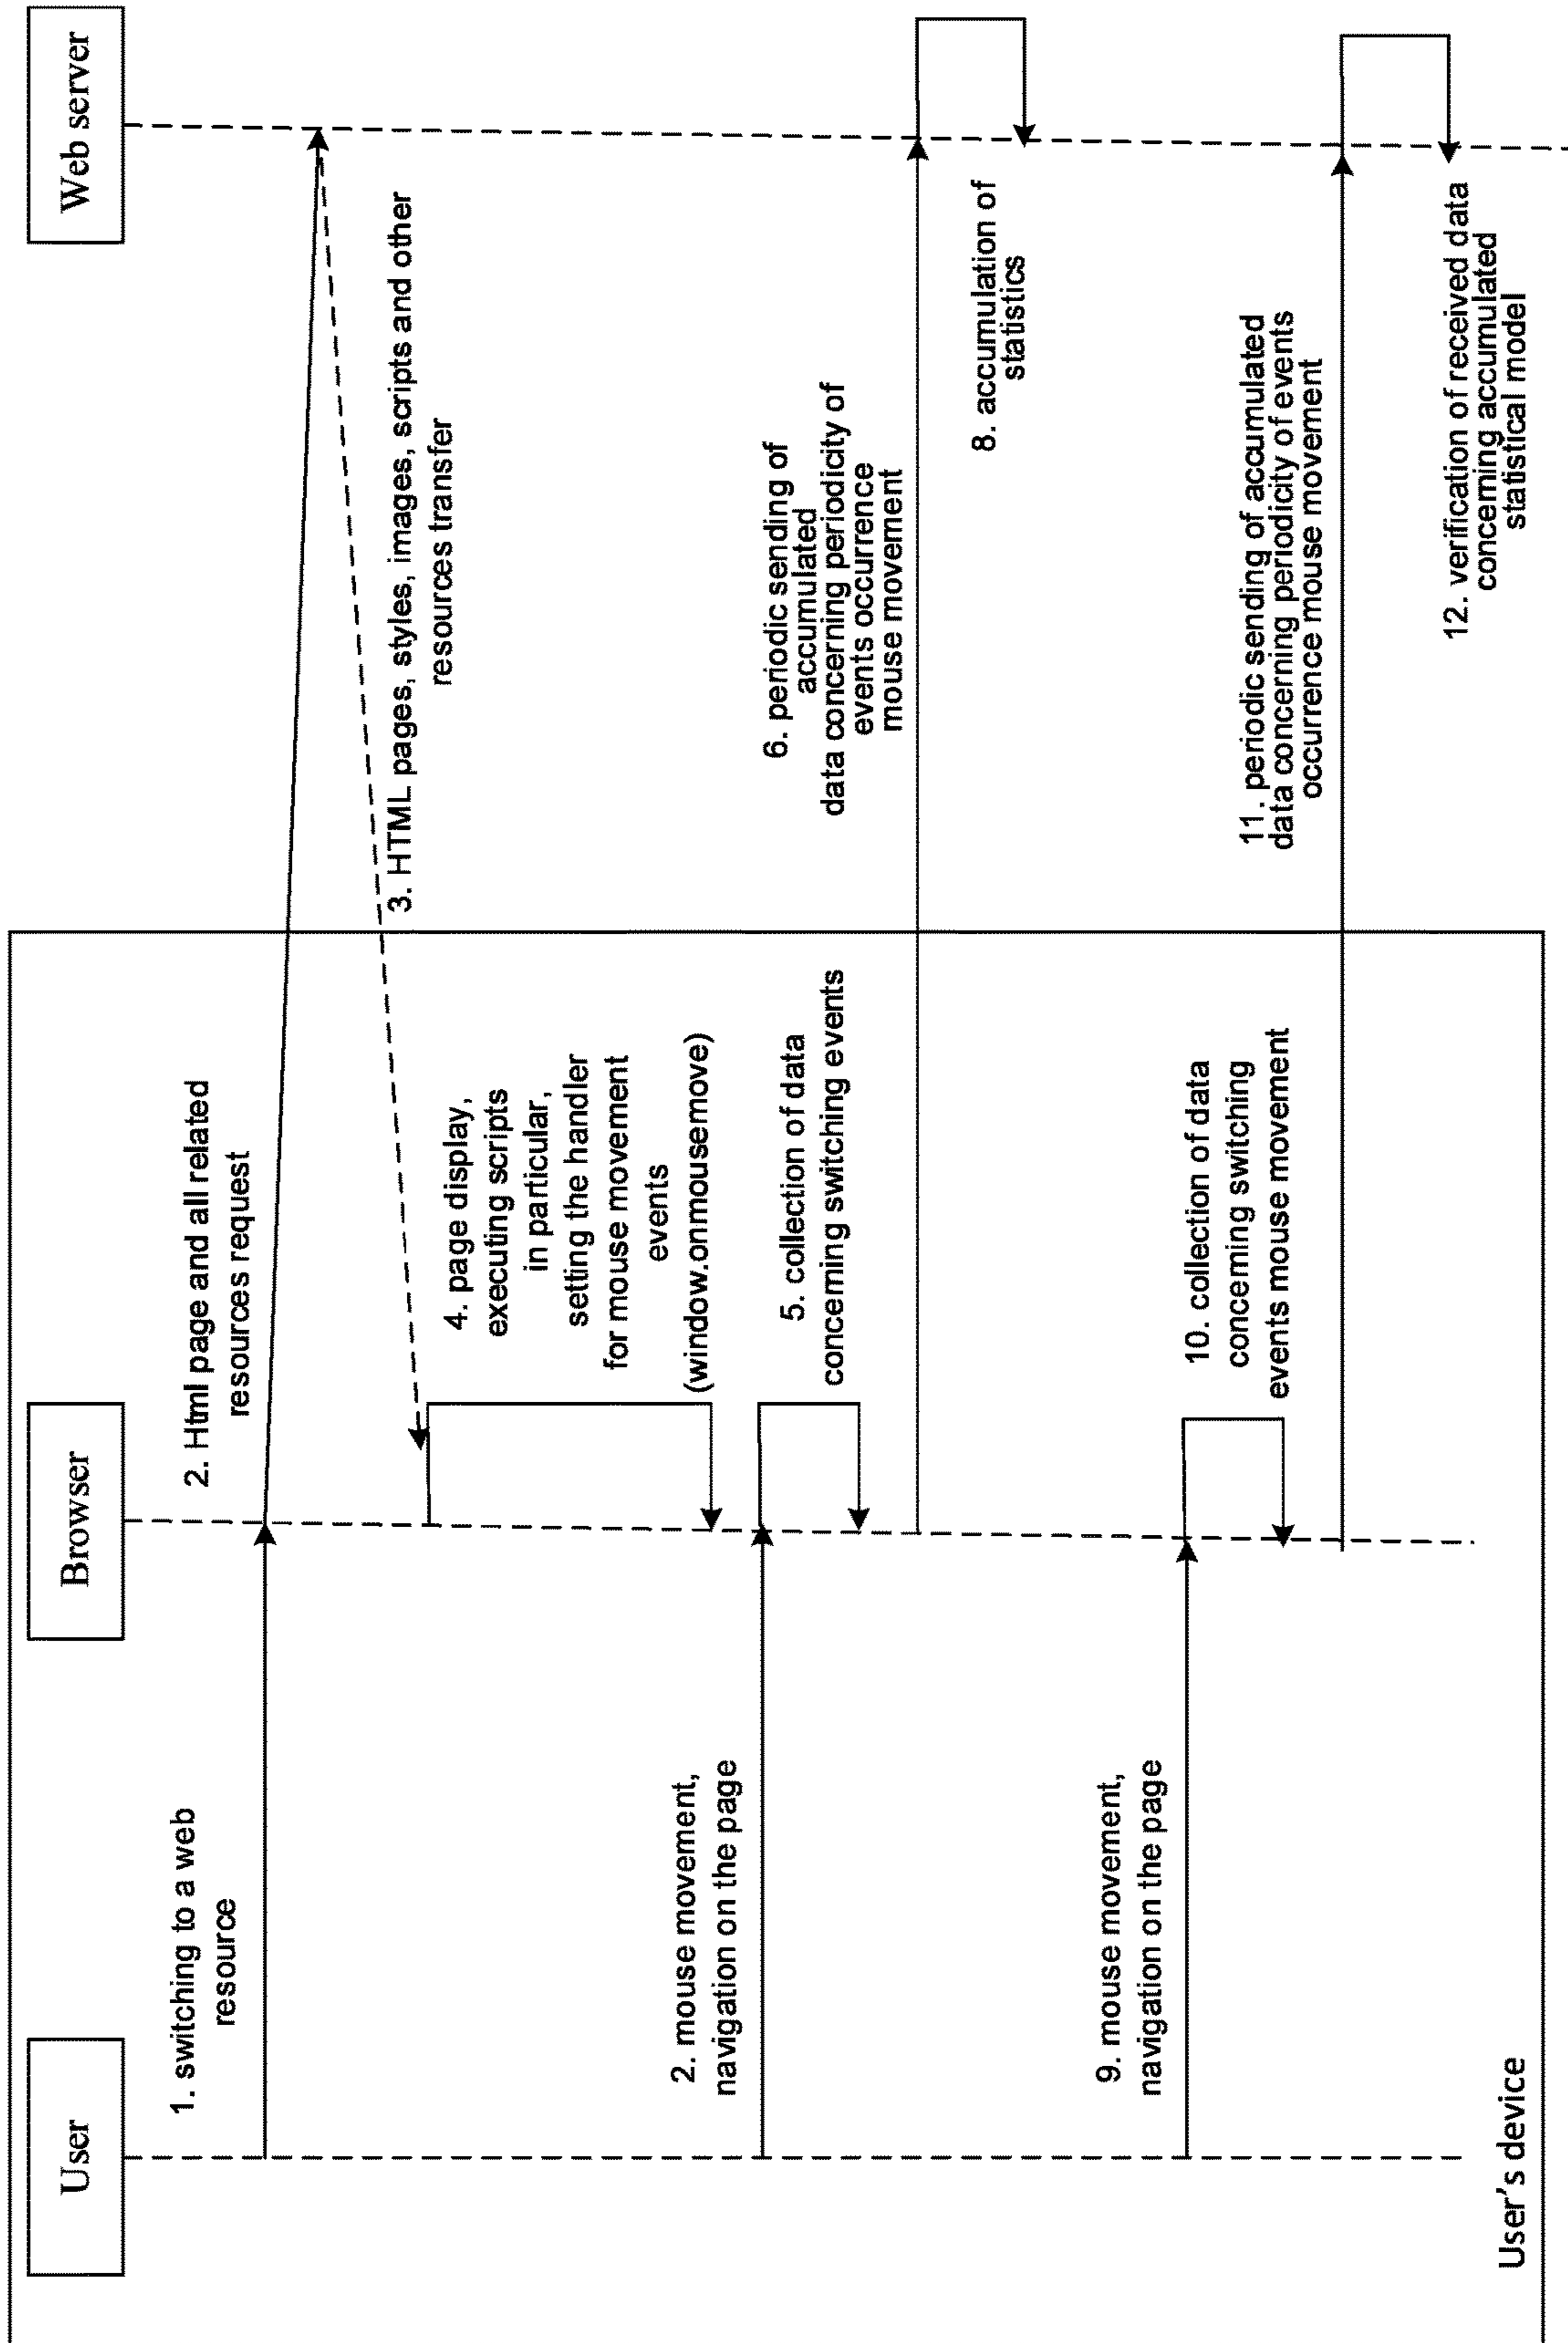 User
Browser
Web server
1. switching to a web
resource
2. Html page and all related
resources request
3. HTML pages, styles, images, scripts and other
resources transfer
4. page display,
executing scripts
in particular,
setting the handler
for mouse movement
events
(window.onmousemove)
2. mouse movement,
navigation on the page
5. collection of data
concerning switching events
6. periodic sending of
accumulated
data concerning periodicity of
events occurrence
mouse movement
8. accumulation of
statistics
9. mouse movement,
navigation on the page
10. collection of data
concerning switching
events mouse movement
11. periodic sending of accumulated
data concerning periodicity of events
occurrence mouse movement
12. verification of received data
concerning accumulated
statistical model
User's device